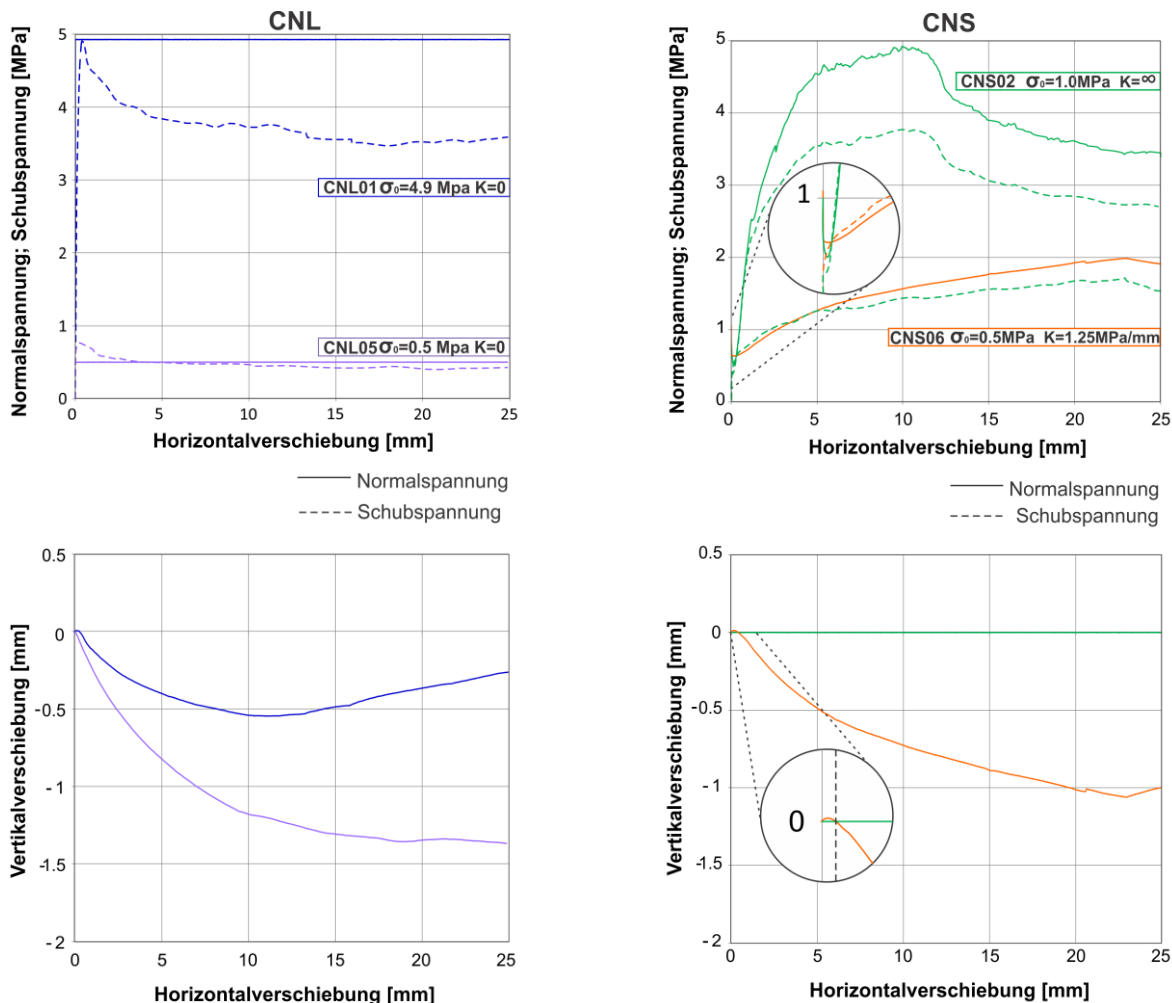 CNL
Normalspannung; Schubspannung [MPa]
5
4
3
2
1
0
CNL01 σ₀=4.9 Mpa K=0
CNL05 σ₀=0.5 Mpa K=0
0 5 10 15 20 25
Horizontalverschiebung [mm]
Normalspannung
Schubspannung
CNS
Normalspannung; Schubspannung [MPa]
5
4
3
2
1
0
CNS02 σ₀=1.0MPa K=∞
1
CNS06 σ₀=0.5MPa K=1.25MPa/mm
0 5 10 15 20 25
Horizontalverschiebung [mm]
Normalspannung
Schubspannung
Vertikalverschiebung [mm]
0.5
0
-0.5
-1
-1.5
-2
0 5 10 15 20 25
Horizontalverschiebung [mm]
Vertikalverschiebung [mm]
0.5
0
-0.5
-1
-1.5
-2
0
0 5 10 15 20 25
Horizontalverschiebung [mm]